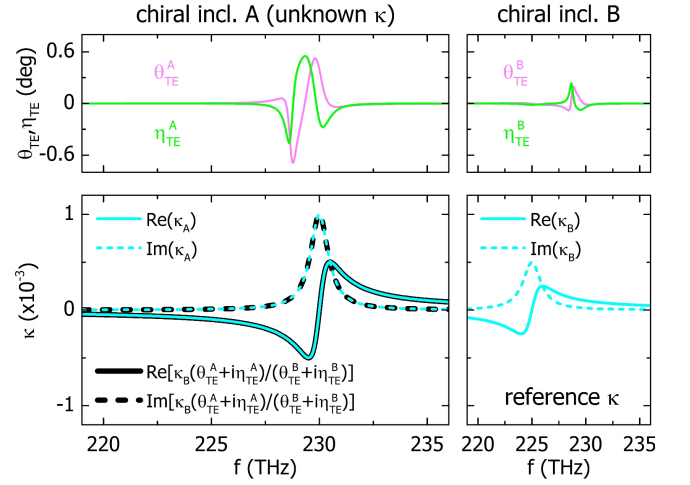 chiral incl. A (unknown κ)
chiral incl. B
θ_TE, η_TE (deg)
0.6
0
-0.6
θ_TE^A
η_TE^A
θ_TE^B
η_TE^B
κ (x10^-3)
1
0
-1
Re(κ_A)
Im(κ_A)
Re[κ_B(θ_TE^A+iη_TE^A)/(θ_TE^B+iη_TE^B)]
Im[κ_B(θ_TE^A+iη_TE^A)/(θ_TE^B+iη_TE^B)]
Re(κ_B)
Im(κ_B)
reference κ
220 225 230 235
220 225 230 235
f (THz)
f (THz)